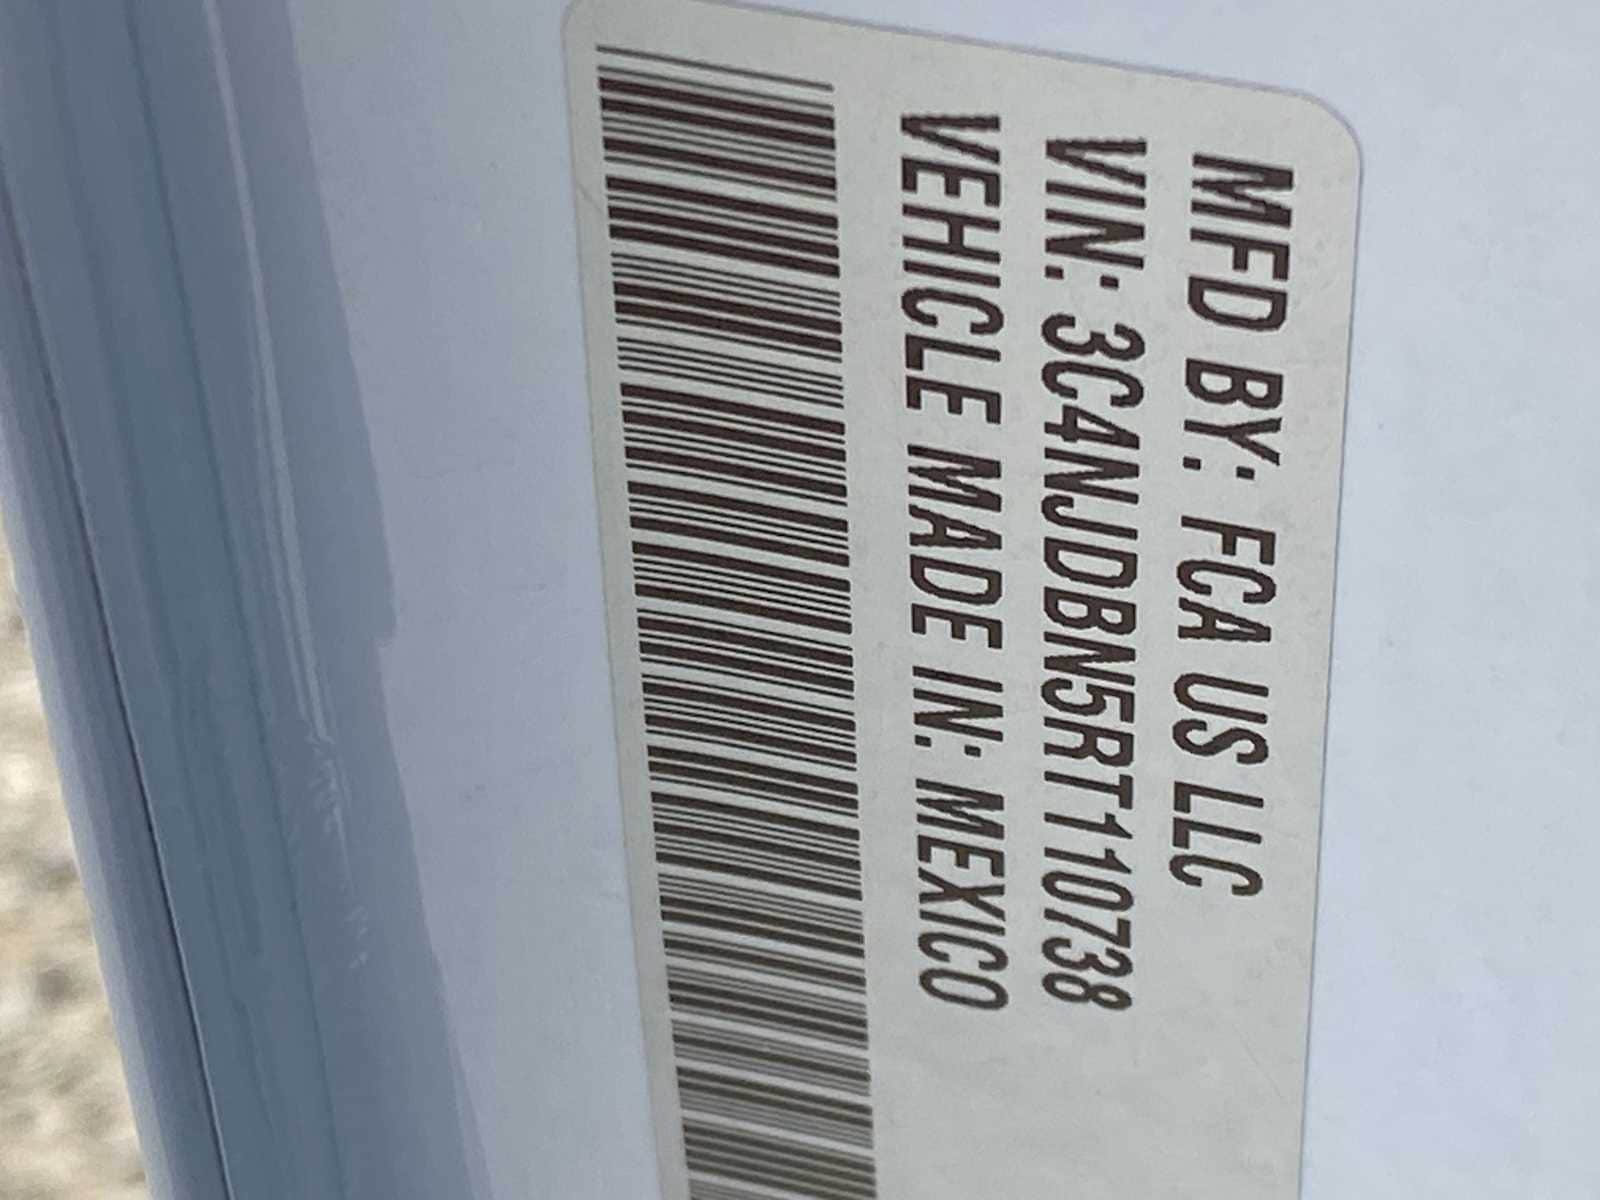 MFD BY: FCA US LLC
VIN: 3C4NJDBN5RT110738
VEHICLE MADE IN: MEXICO